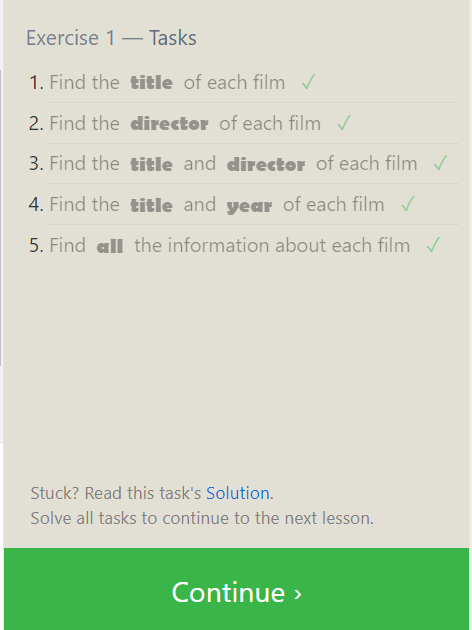 Exercise 1 — Tasks
1. Find the title of each film ✓
2. Find the director of each film ✓
3. Find the title and director of each film ✓
4. Find the title and year of each film ✓
5. Find all the information about each film ✓
Stuck? Read this task's Solution.
Solve all tasks to continue to the next lesson.
Continue ›